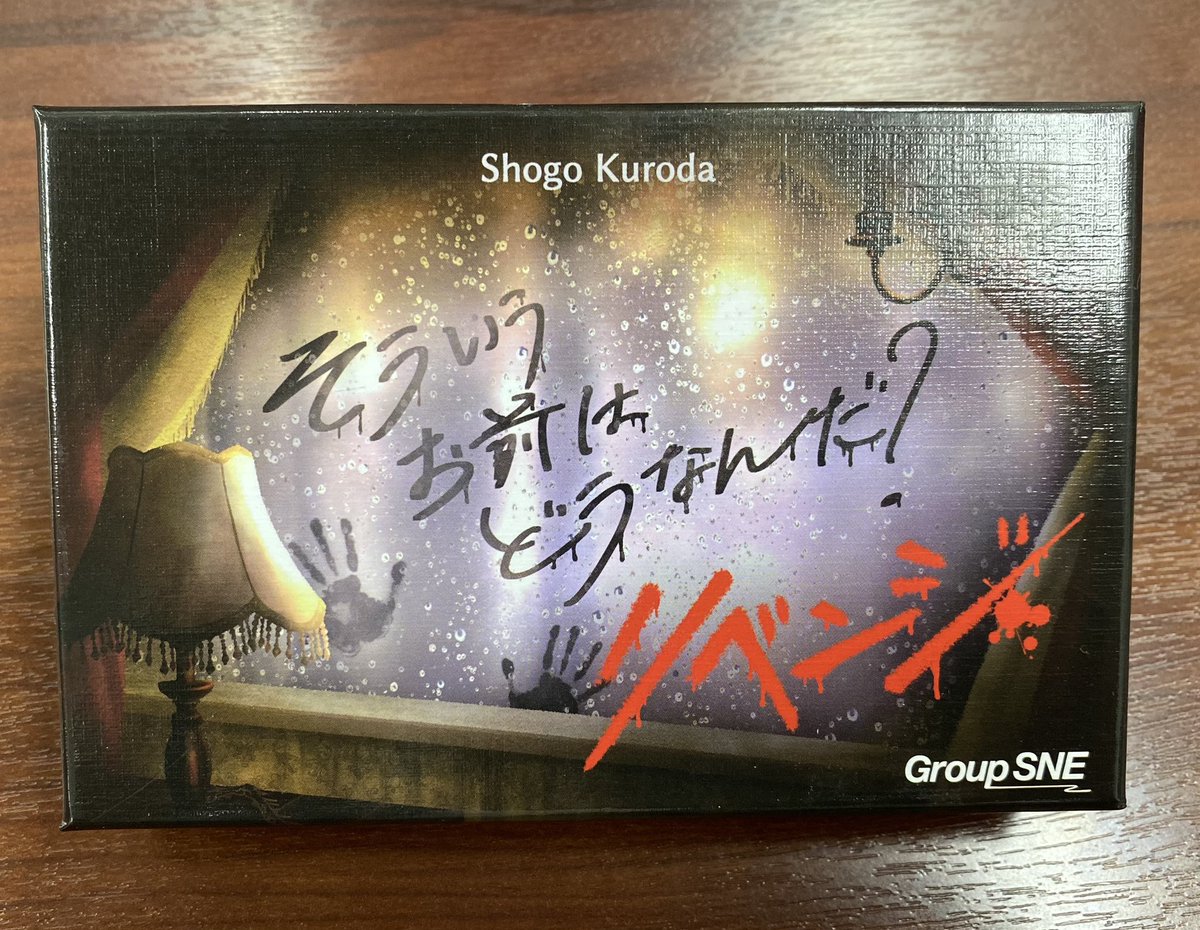 Shogo Kuroda
そういう
お前は
どうなんだ?
リベンジ
Group SNE